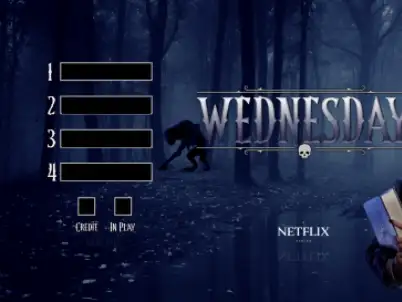 1
2
3
4
WEDNESDAY
Credit
In Play
NETFLIX